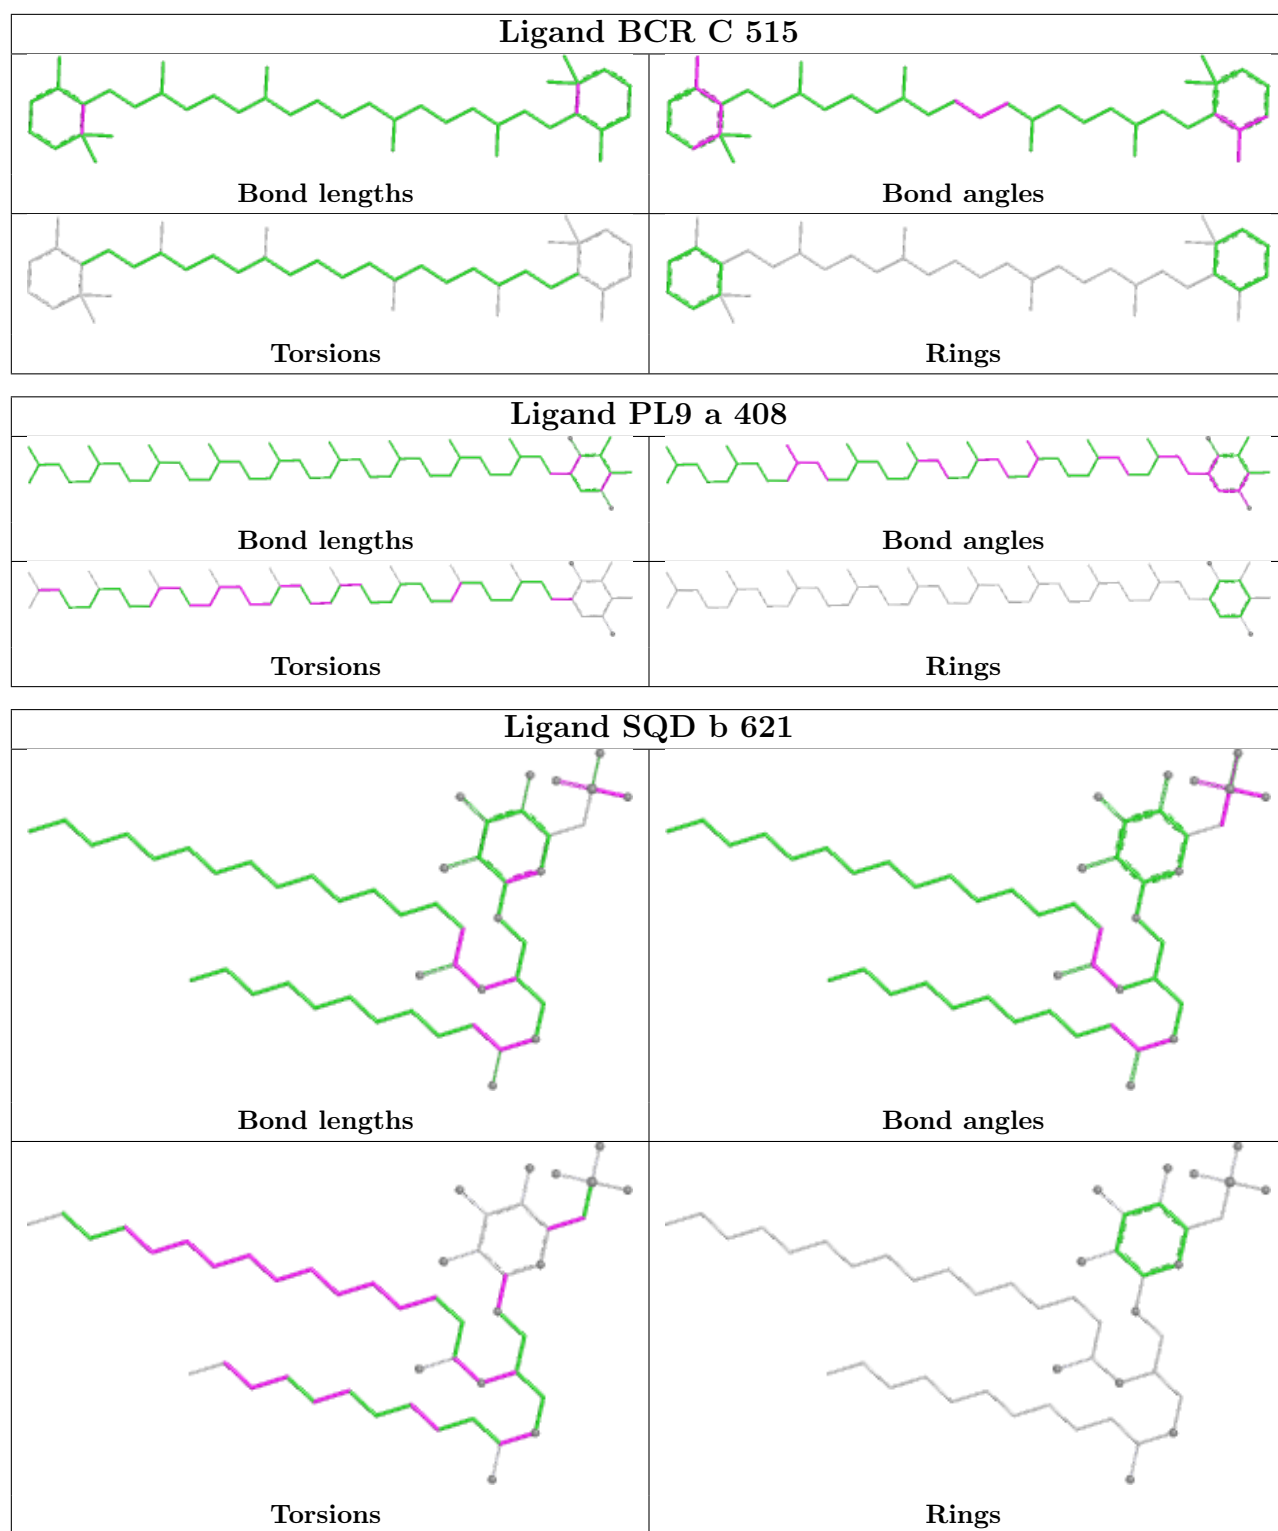 Ligand BCR C 515
Bond lengths
Bond angles
Torsions
Rings
Ligand PL9 a 408
Bond lengths
Bond angles
Torsions
Rings
Ligand SQD b 621
Bond lengths
Bond angles
Torsions
Rings